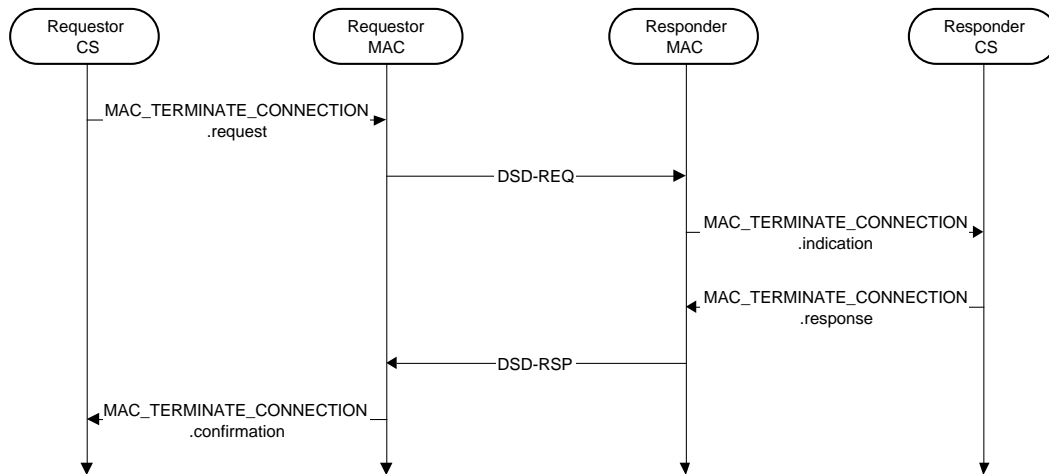 Requestor
CS
Requestor
MAC
Responder
MAC
Responder
CS
MAC_TERMINATE_CONNECTION
.request
DSD-REQ
MAC_TERMINATE_CONNECTION
.indication
MAC_TERMINATE_CONNECTION
.response
DSD-RSP
MAC_TERMINATE_CONNECTION
.confirmation